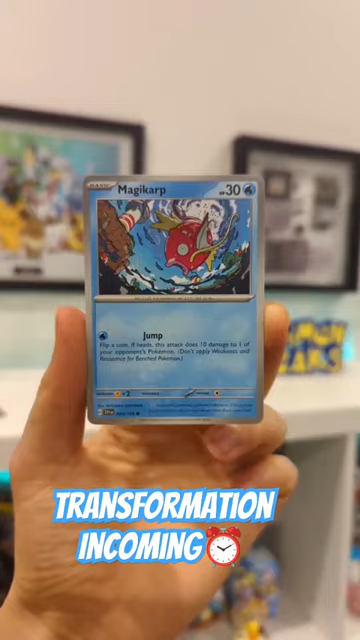 BASIC
Magikarp
HP30
Jump
Flip a coin. If heads, this attack does 10 damage to 1 of
your opponent's Pokémon. (Don't apply Weakness and
Resistance for Benched Pokémon.)
TRANSFORMATION
INCOMING⏰